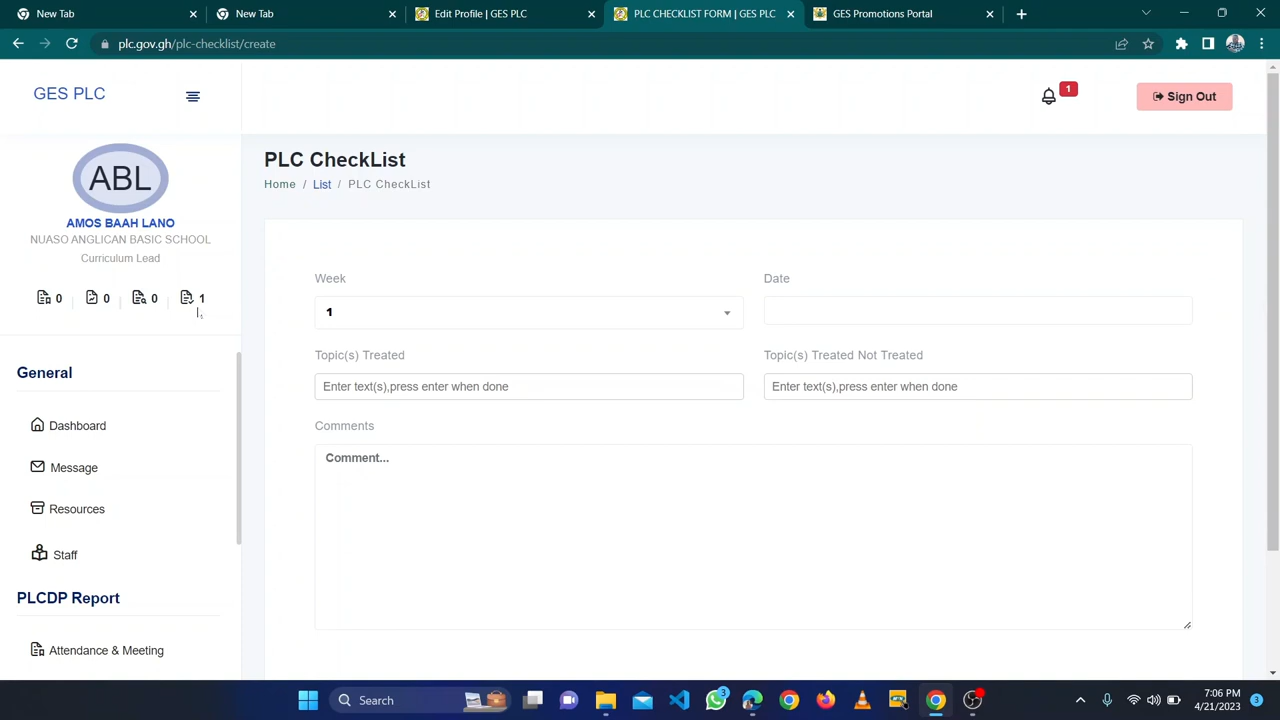 New Tab
New Tab
Edit Profile | GES PLC
PLC CHECKLIST FORM | GES PLC
GES Promotions Portal
plc.gov.gh/plc-checklist/create
GES PLC
1
Sign Out
ABL
AMOS BAAH LANO
NUASO ANGLICAN BASIC SCHOOL
Curriculum Lead
0 0 0 1
General
Dashboard
Message
Resources
Staff
PLCDP Report
Attendance & Meeting
PLC CheckList
Home / List / PLC CheckList
Week
1
Date
Topic(s) Treated
Enter text(s),press enter when done
Topic(s) Treated Not Treated
Enter text(s),press enter when done
Comments
Comment...
Search
3
7:06 PM
4/21/2023
3